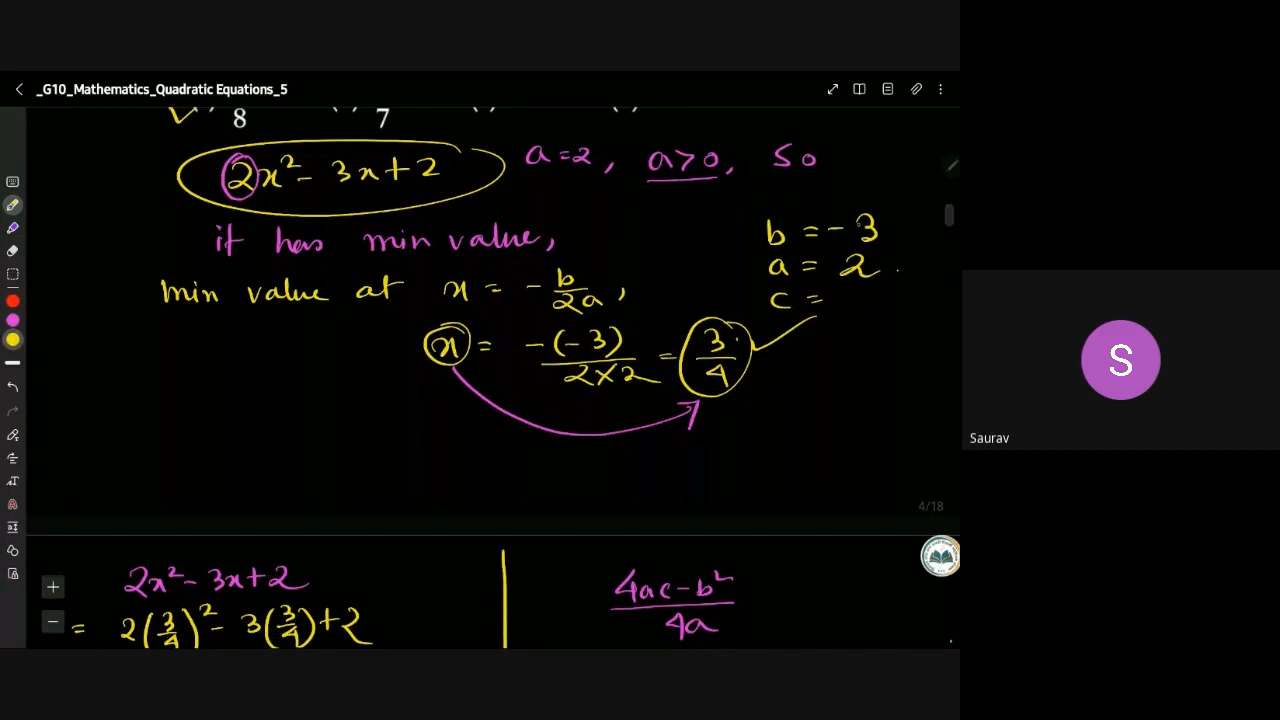 _G10_Mathematics_Quadratic Equations_5
8 7
2x² - 3x + 2 a = 2, a > 0, so
it has min value,
b = - 3
a = 2
c =
min value at x = - b/2a,
x = -(-3)/2×2 = 3/4
4/18
2x² - 3x + 2
= 2(3/4)² - 3(3/4) + 2
4ac - b²/4a
S
Saurav